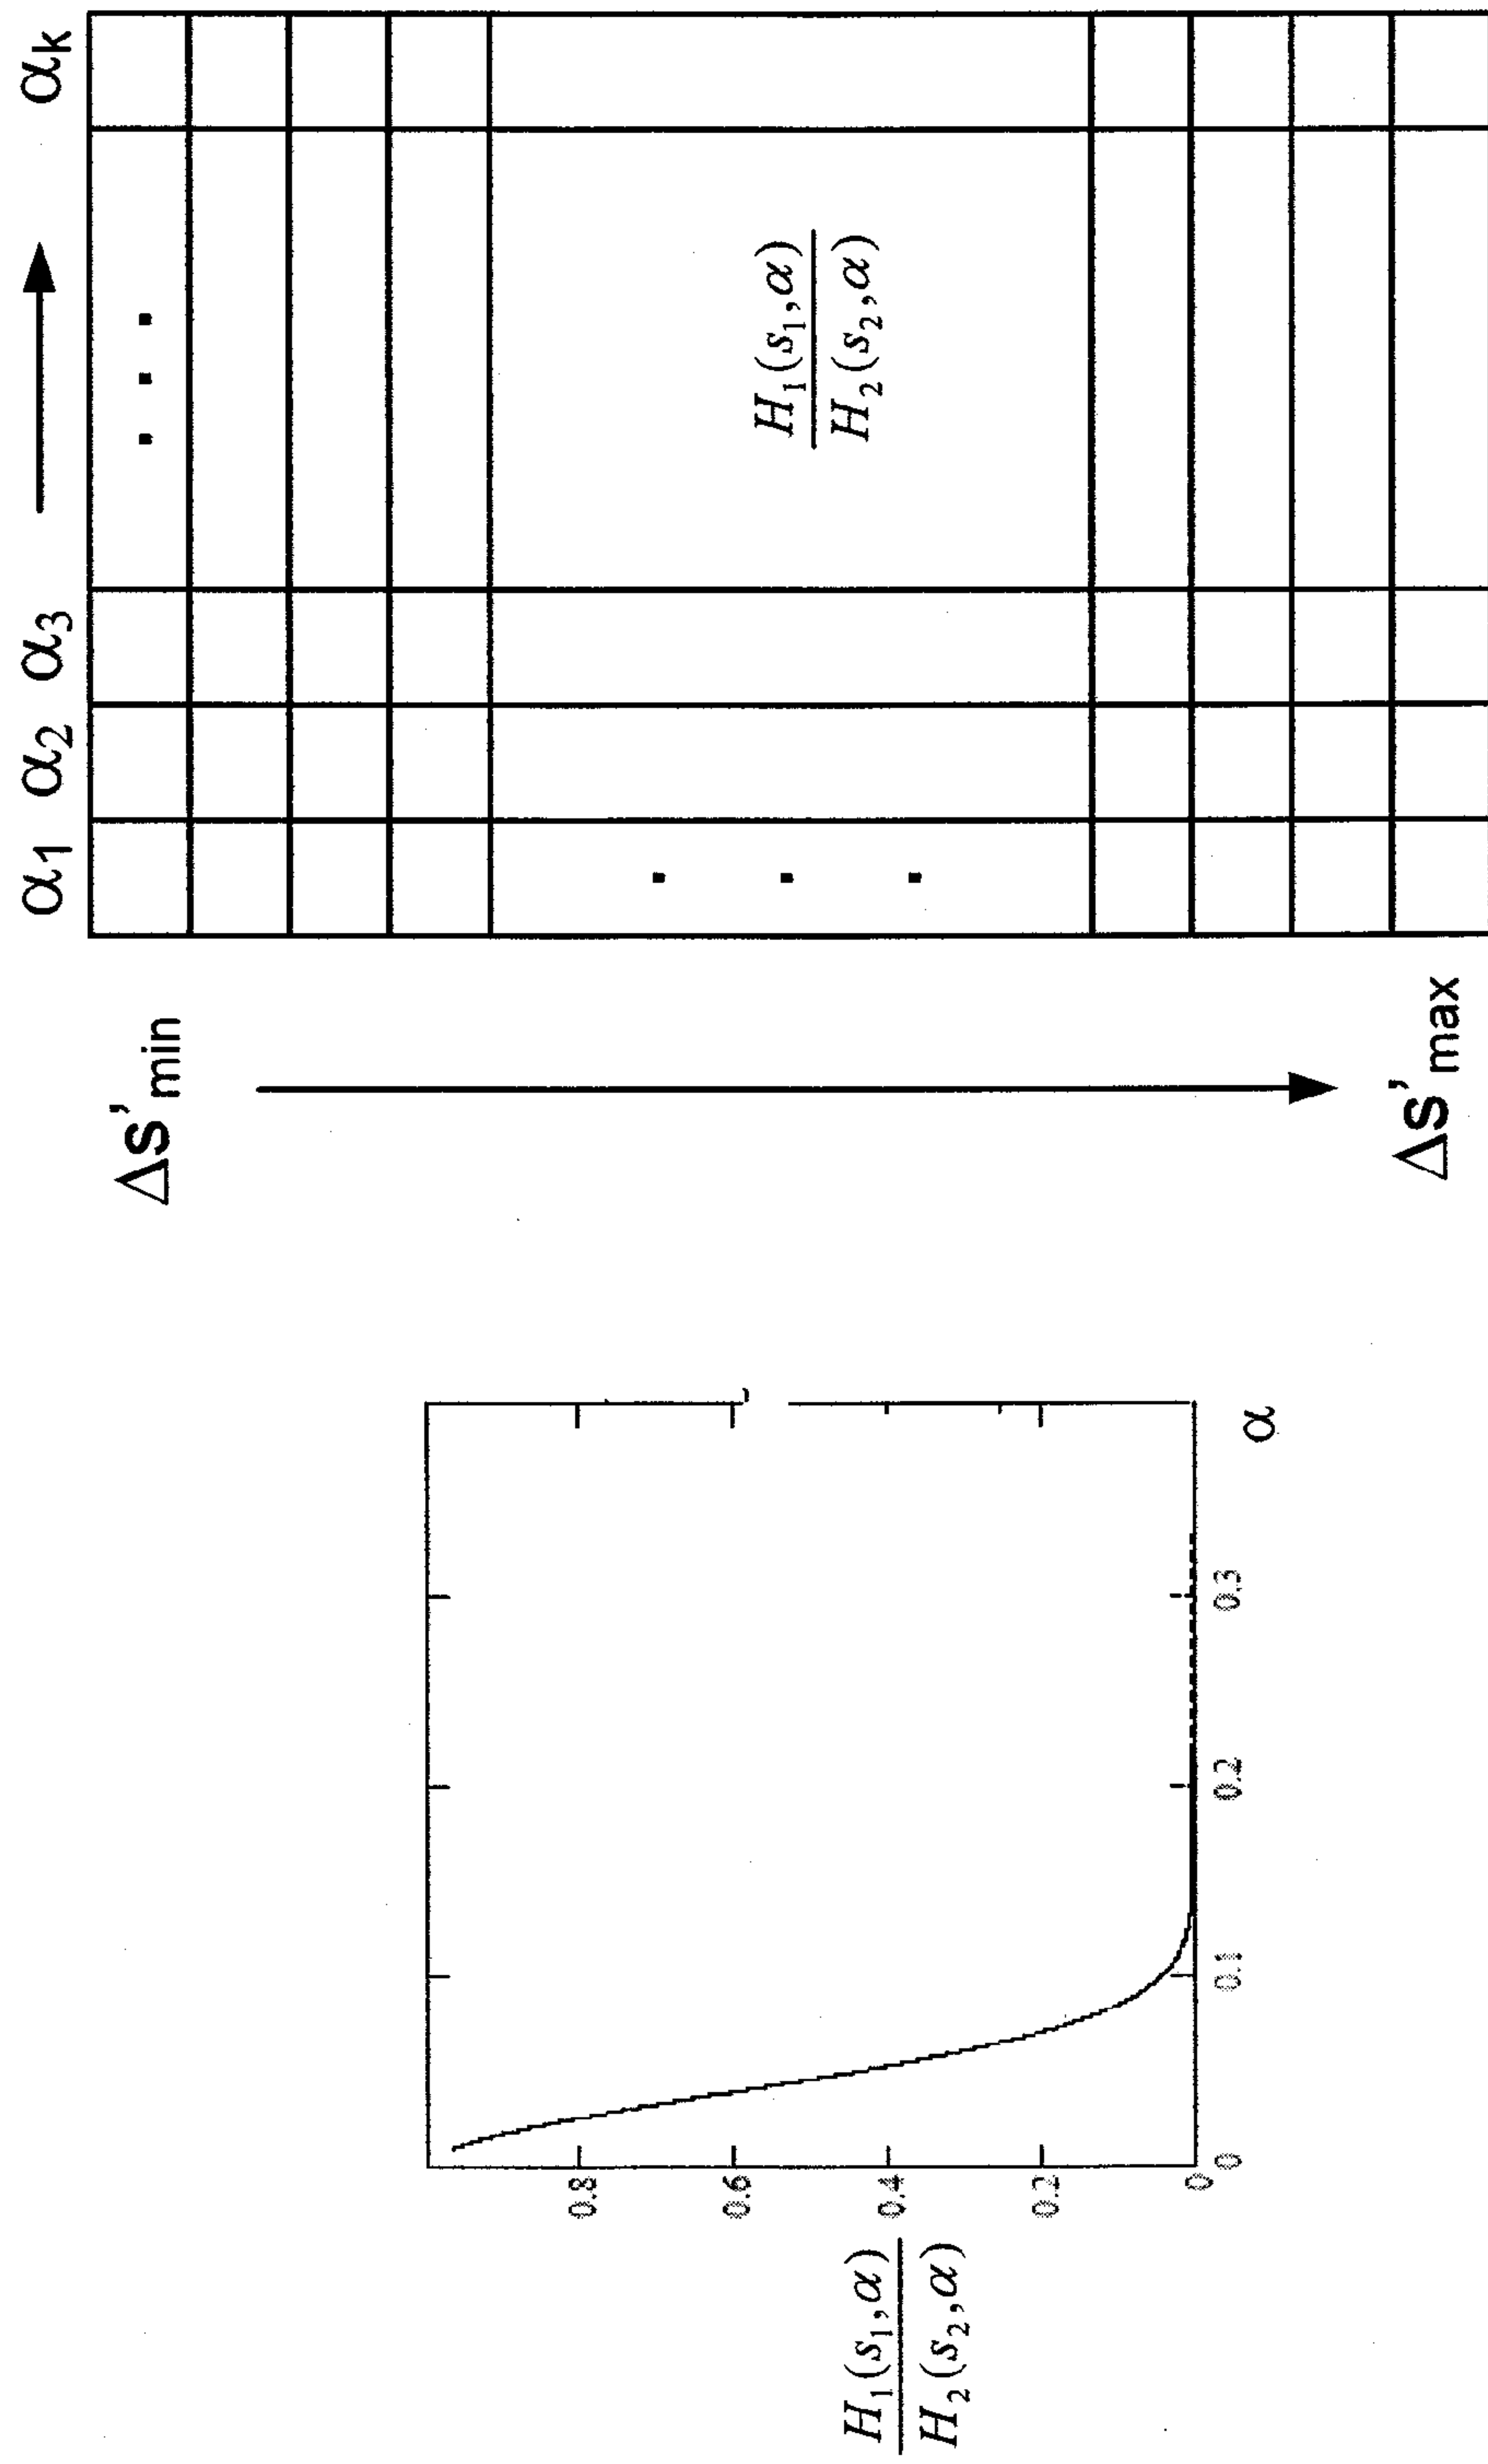 H₁(s₁,α)
H₂(s₂,α)
0.8
0.6
0.4
0.2
0
0 0.1 0.2 0.3
α
α₁ α₂ α₃ αₖ
Δs'min
Δs'max
. . .
.
.
.
H₁(s₁,α)
H₂(s₂,α)